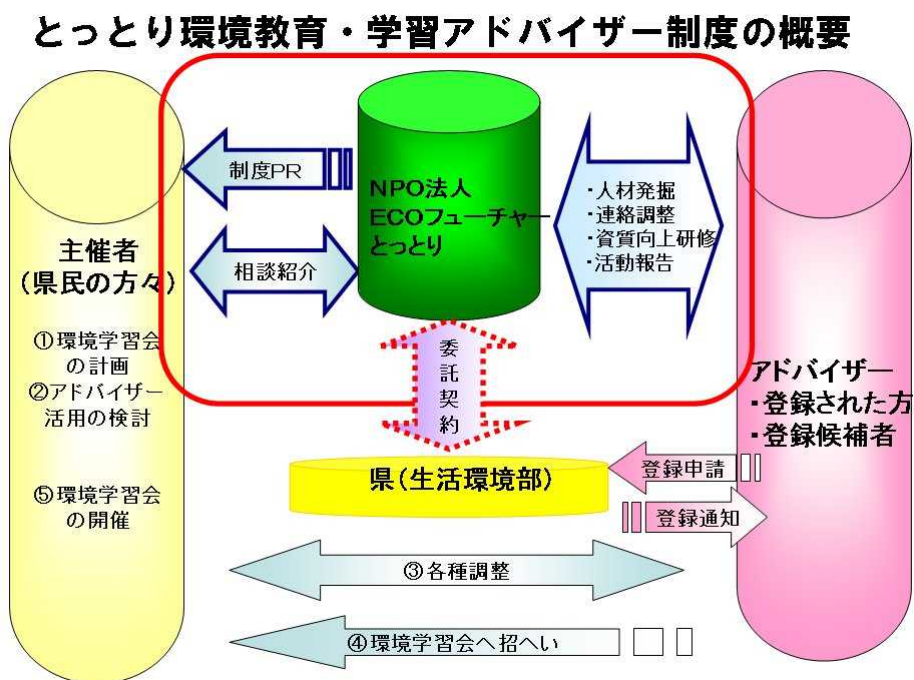 とっとり環境教育・学習アドバイザー制度の概要
制度PR
NPO法人
ECOフューチャー
とっとり
・人材発掘
・連絡調整
・資質向上研修
・活動報告
主催者
(県民の方々)
相談紹介
①環境学習会
の計画
②アドバイザー
活用の検討
⑤環境学習会
の開催
委託契約
アドバイザー
・登録された方
・登録候補者
県(生活環境部)
登録申請
登録通知
③各種調整
④環境学習会へ招へい